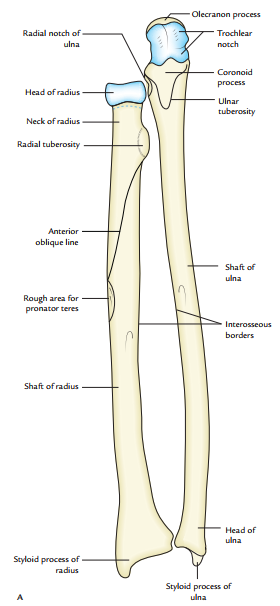 Olecranon process
Radial notch of
ulna
Trochlear
notch
Coronoid
process
Head of radius
Ulnar
tuberosity
Neck of radius
Radial tuberosity
Anterior
oblique line
Shaft of
ulna
Rough area for
pronator teres
Interosseous
borders
Shaft of radius
Head of
ulna
Styloid process of
radius
Styloid process of
ulna
A